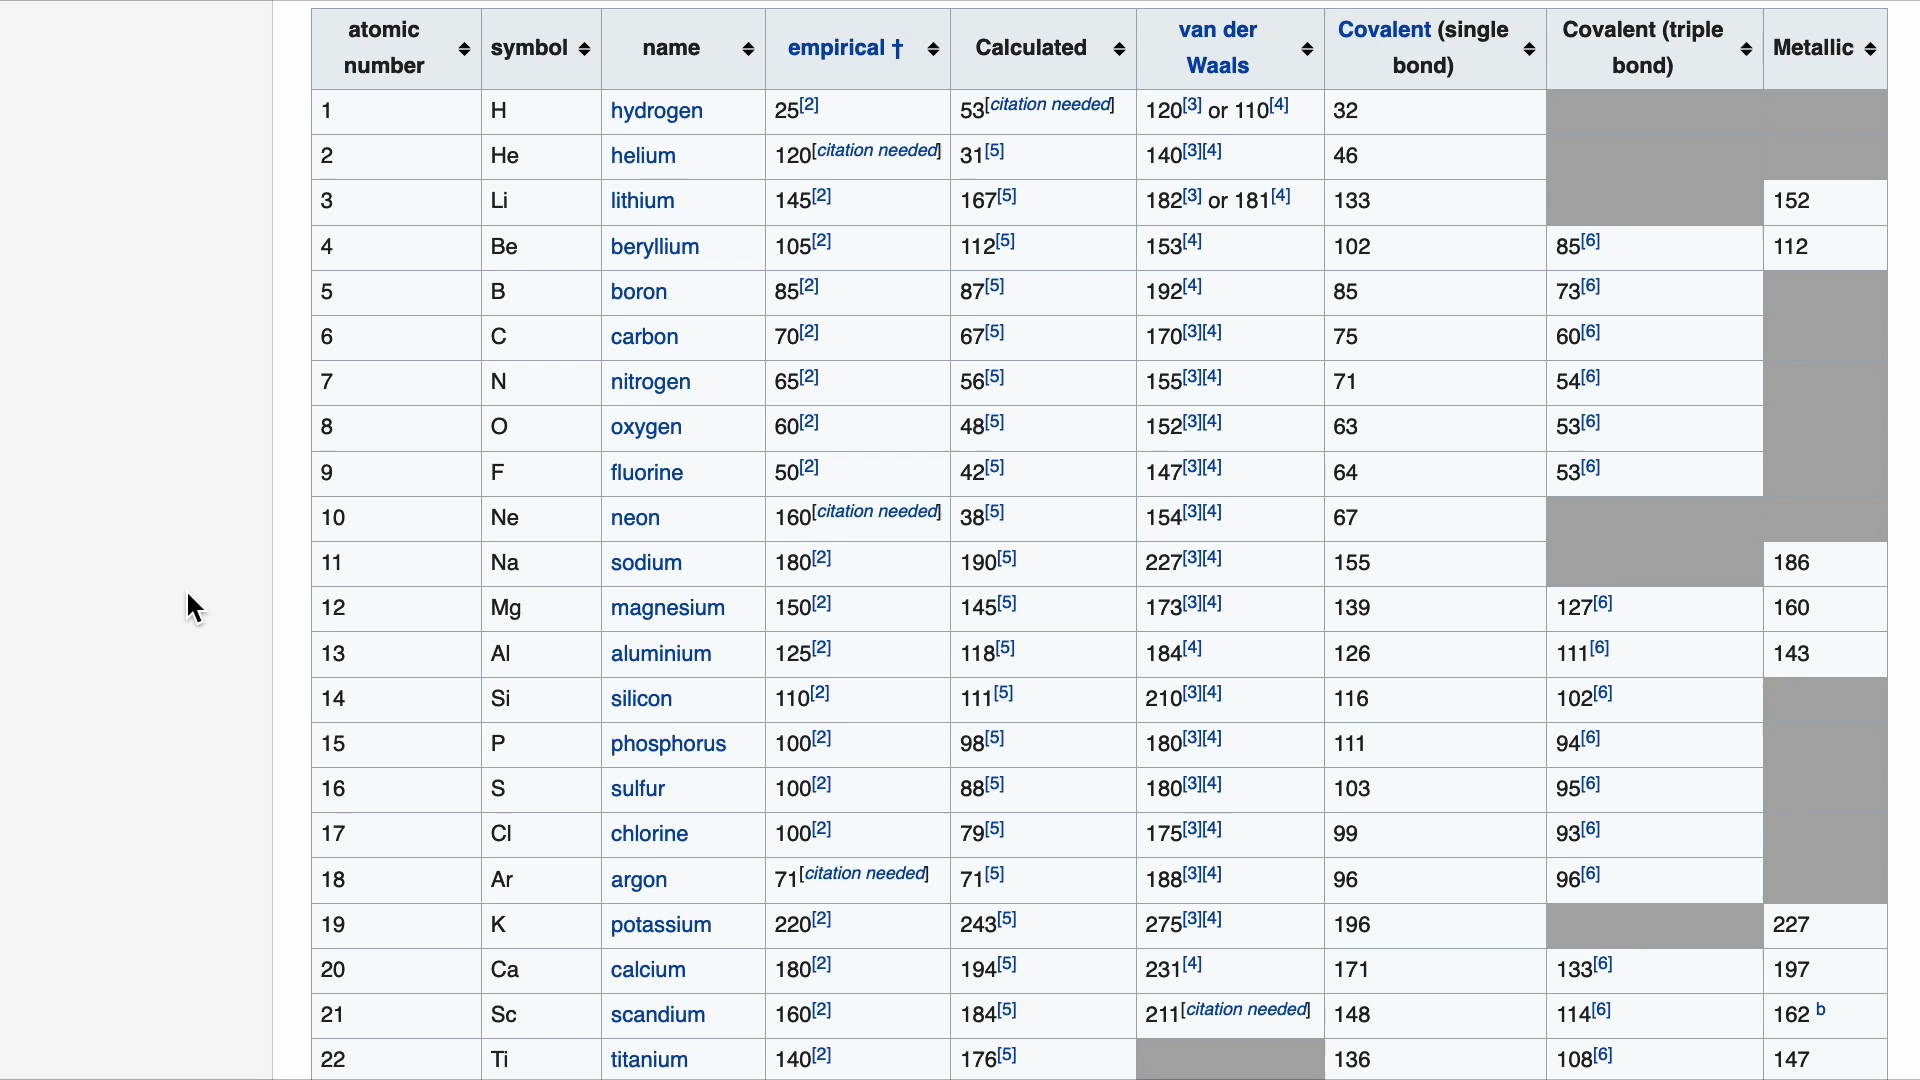 atomic number symbol name empirical † Calculated van der Waals Covalent (single bond) Covalent (triple bond) Metallic
1 H hydrogen 25[2] 53[citation needed] 120[3] or 110[4] 32
2 He helium 120[citation needed] 31[5] 140[3][4] 46
3 Li lithium 145[2] 167[5] 182[3] or 181[4] 133 152
4 Be beryllium 105[2] 112[5] 153[4] 102 85[6] 112
5 B boron 85[2] 87[5] 192[4] 85 73[6]
6 C carbon 70[2] 67[5] 170[3][4] 75 60[6]
7 N nitrogen 65[2] 56[5] 155[3][4] 71 54[6]
8 O oxygen 60[2] 48[5] 152[3][4] 63 53[6]
9 F fluorine 50[2] 42[5] 147[3][4] 64 53[6]
10 Ne neon 160[citation needed] 38[5] 154[3][4] 67
11 Na sodium 180[2] 190[5] 227[3][4] 155 186
12 Mg magnesium 150[2] 145[5] 173[3][4] 139 127[6] 160
13 Al aluminium 125[2] 118[5] 184[4] 126 111[6] 143
14 Si silicon 110[2] 111[5] 210[3][4] 116 102[6]
15 P phosphorus 100[2] 98[5] 180[3][4] 111 94[6]
16 S sulfur 100[2] 88[5] 180[3][4] 103 95[6]
17 Cl chlorine 100[2] 79[5] 175[3][4] 99 93[6]
18 Ar argon 71[citation needed] 71[5] 188[3][4] 96 96[6]
19 K potassium 220[2] 243[5] 275[3][4] 196 227
20 Ca calcium 180[2] 194[5] 231[4] 171 133[6] 197
21 Sc scandium 160[2] 184[5] 211[citation needed] 148 114[6] 162 b
22 Ti titanium 140[2] 176[5] 136 108[6] 147